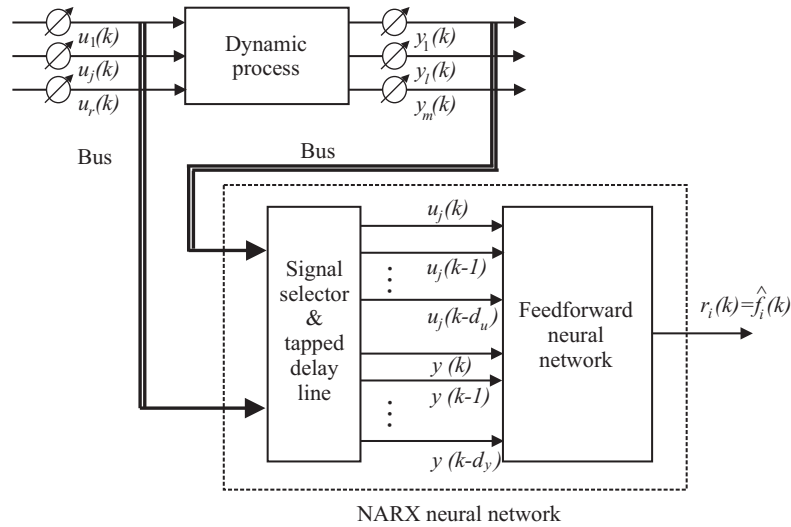 u1(k)
uj(k)
ur(k)
Dynamic
process
y1(k)
yl(k)
ym(k)
Bus
Bus
Signal
selector
&
tapped
delay
line
uj(k)
uj(k-1)
⋮
uj(k-du)
y (k)
y (k-1)
⋮
y (k-dy)
Feedforward
neural
network
ri(k)=f̂i(k)
NARX neural network